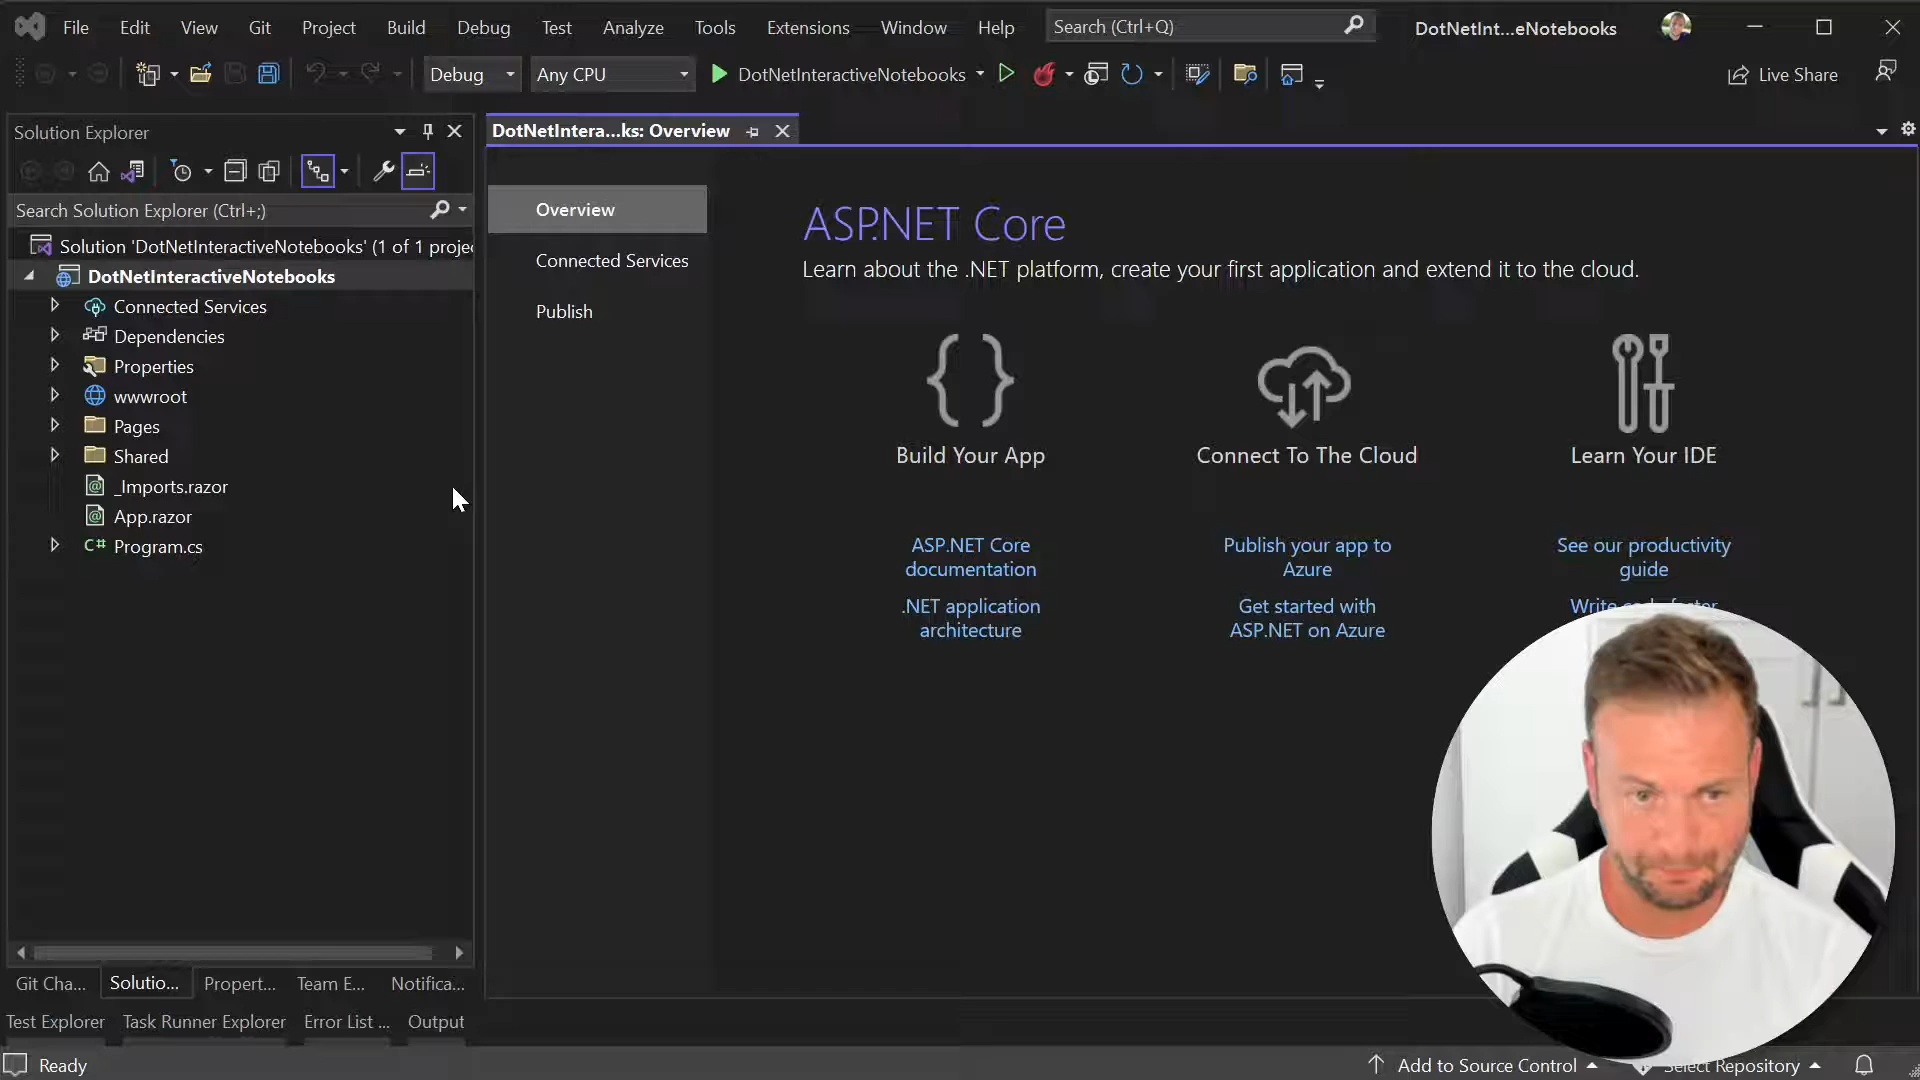 File Edit View Git Project Build Debug Test Analyze Tools Extensions Window Help Search (Ctrl+Q) DotNetInt...eNotebooks
Debug Any CPU DotNetInteractiveNotebooks Live Share
Solution Explorer
Search Solution Explorer (Ctrl+;)
Solution 'DotNetInteractiveNotebooks' (1 of 1 proje
DotNetInteractiveNotebooks
Connected Services
Dependencies
Properties
wwwroot
Pages
Shared
_Imports.razor
App.razor
C# Program.cs
Git Cha... Solutio... Propert... Team E... Notifica...
Test Explorer Task Runner Explorer Error List ... Output
DotNetIntera...ks: Overview
Overview
Connected Services
Publish
ASP.NET Core
Learn about the .NET platform, create your first application and extend it to the cloud.
Build Your App
ASP.NET Core
documentation
.NET application
architecture
Connect To The Cloud
Publish your app to
Azure
Get started with
ASP.NET on Azure
Learn Your IDE
See our productivity
guide
Write code faster
Ready Add to Source Control Select Repository